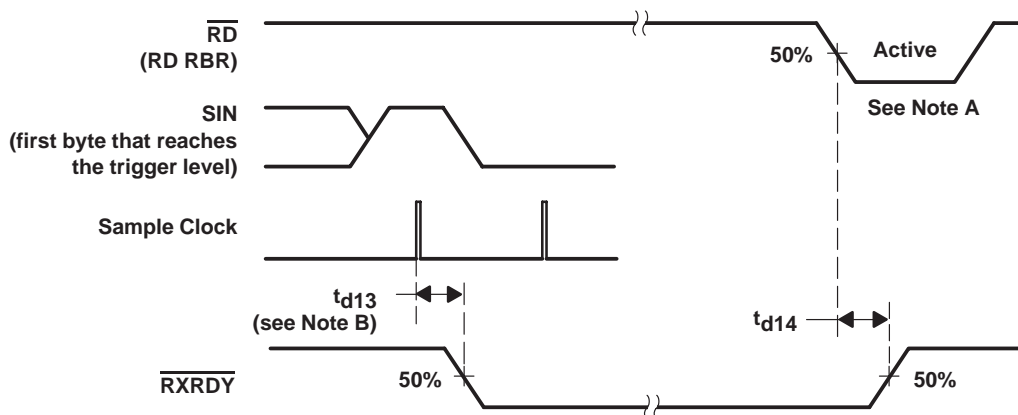 RD
(RD RBR)
50%
Active
See Note A
SIN
(first byte that reaches
the trigger level)
Sample Clock
td13
(see Note B)
td14
RXRDY
50%
50%